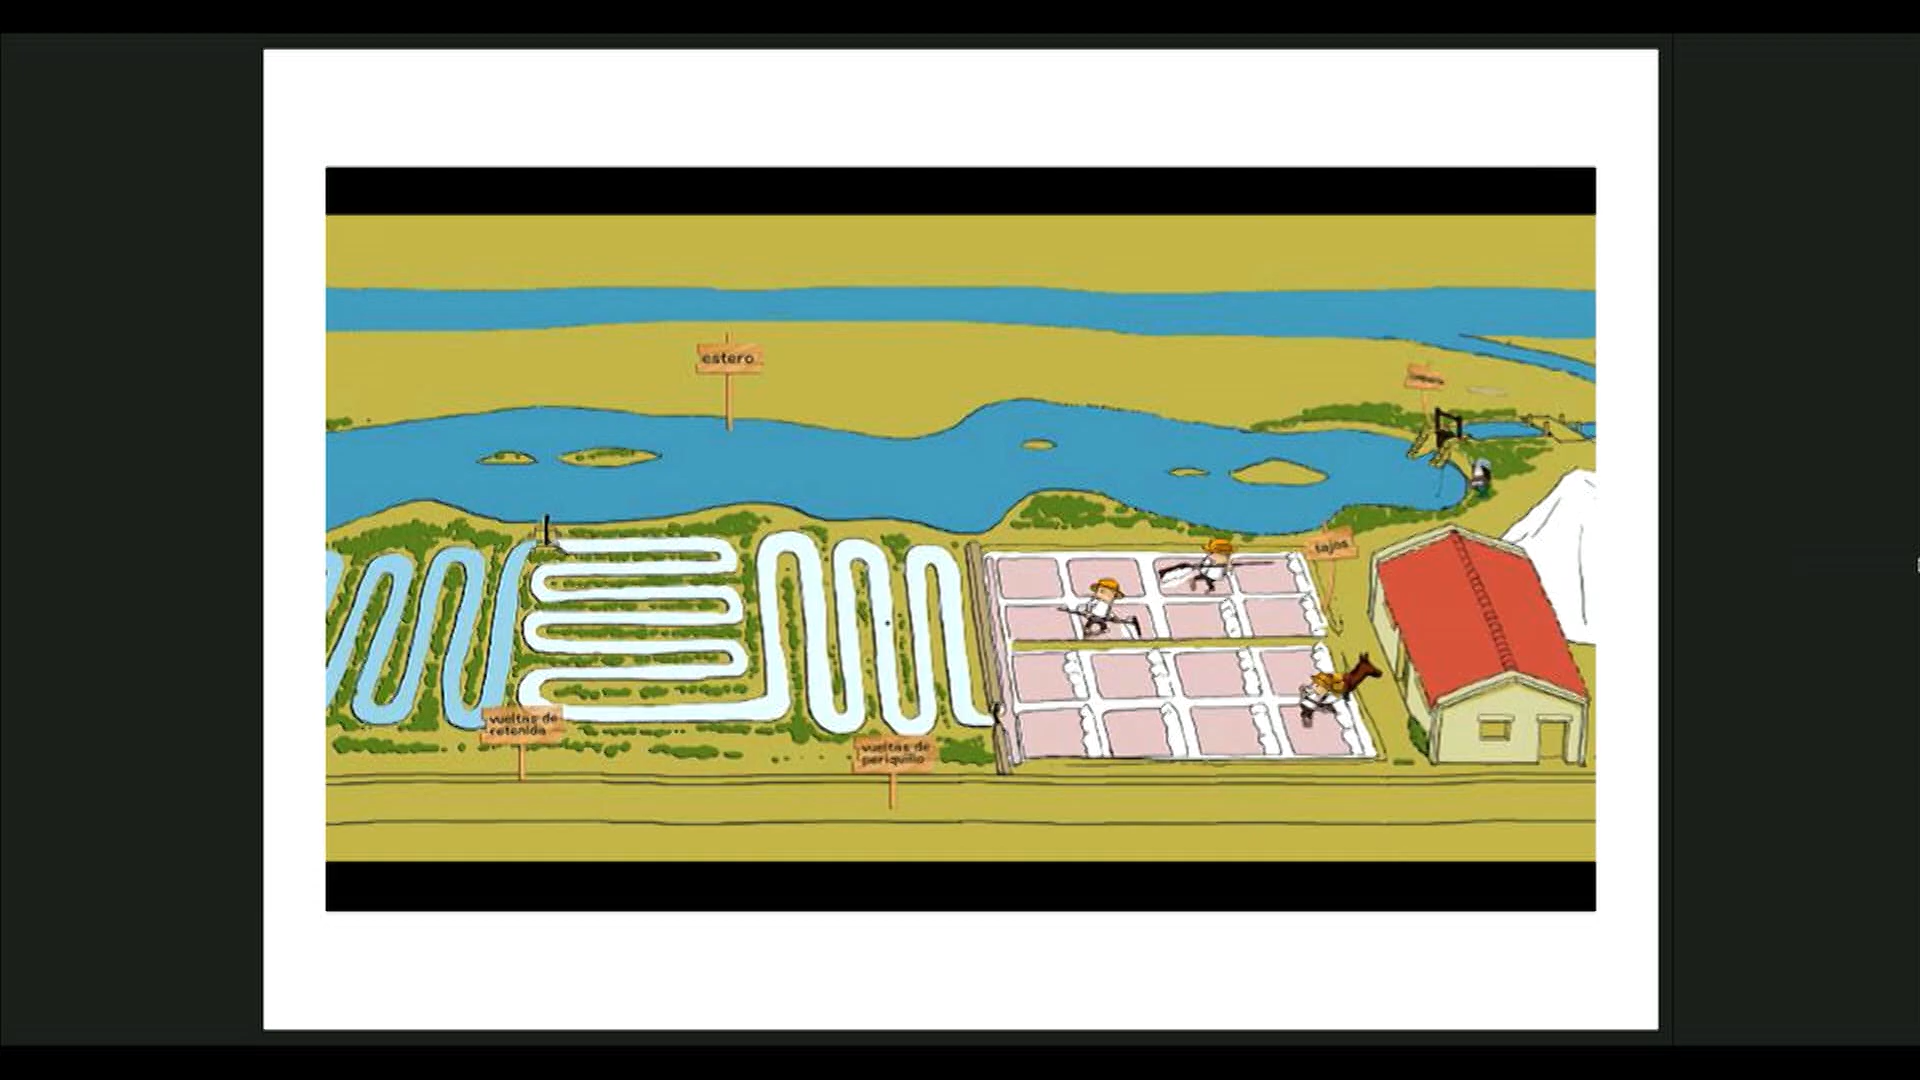 estero
tajos
vueltas de
retenida
vueltas de
periquillo